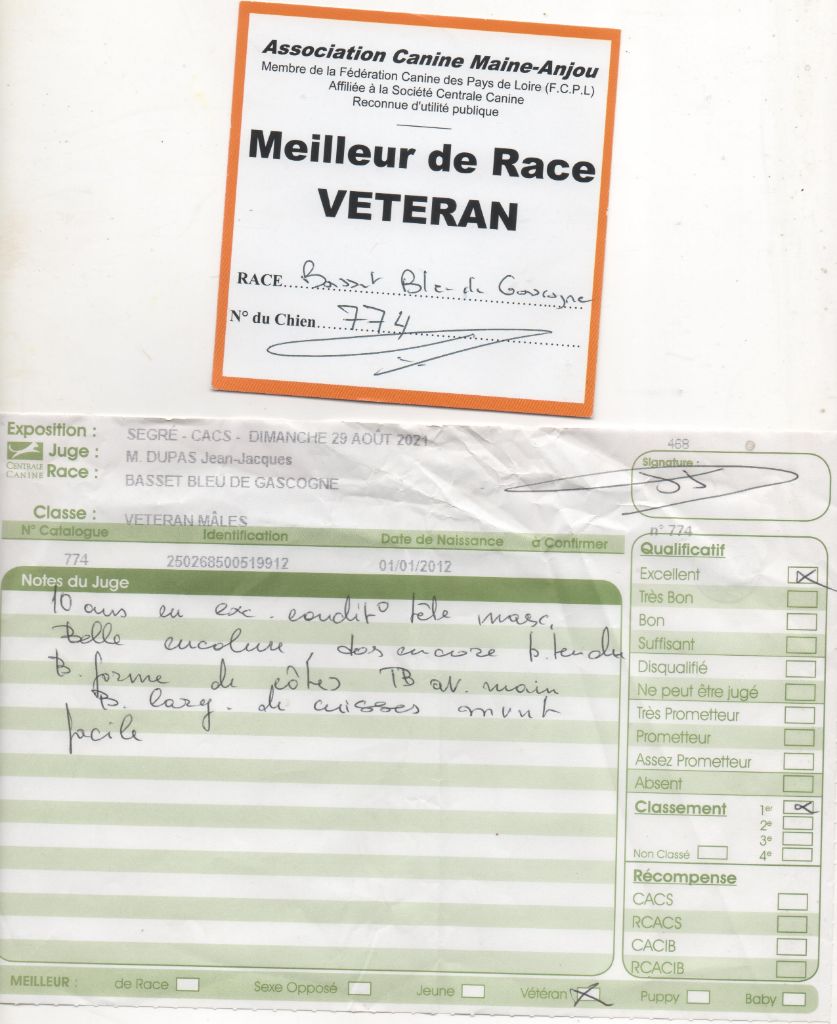 Association Canine Maine-Anjou
Membre de la Fédération Canine des Pays de Loire (F.C.P.L)
Affiliée à la Société Centrale Canine
Reconnue d'utilité publique
Meilleur de Race
VETERAN
RACE Basset Bleu de Gascogne
N° du Chien 774
Exposition : SEGRÉ - CACS - DIMANCHE 29 AOÛT 2021 468
Juge : M. DUPAS Jean-Jacques Signature :
CENTRALE CANINE
Race : BASSET BLEU DE GASCOGNE
Classe : VETERAN MÂLES
N° Catalogue Identification Date de Naissance à Confirmer
n° 774
774 250268500519912 01/01/2012
Notes du Juge
10 ans en exc. condit° tête masc.
Belle encolure, dos encore b. tendu
B. forme de côtes TB av. main
B. larg. de cuisses mvnt
facile
Qualificatif
Excellent
Très Bon
Bon
Suffisant
Disqualifié
Ne peut être jugé
Très Prometteur
Prometteur
Assez Prometteur
Absent
Classement 1er
2e
3e
Non Classé 4e
Récompense
CACS
RCACS
CACIB
RCACIB
MEILLEUR : de Race Sexe Opposé Jeune Vétéran Puppy Baby